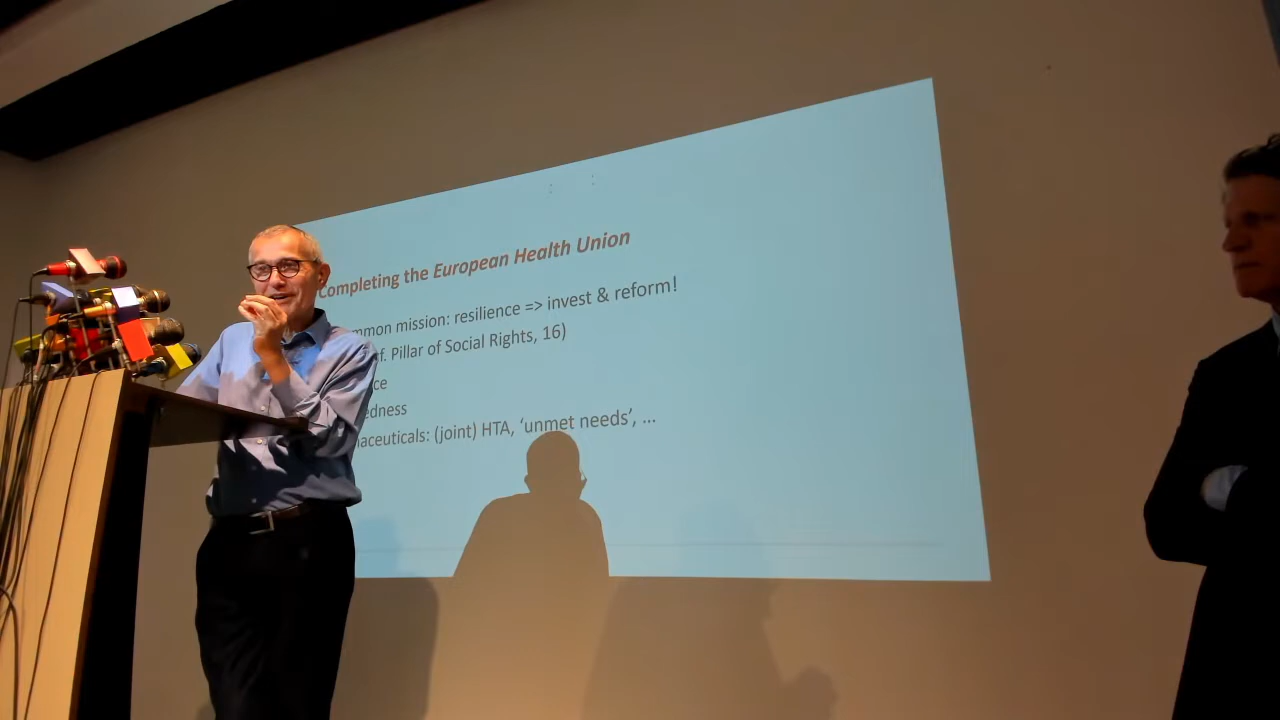 Completing the European Health Union
mmon mission: resilience => invest & reform!
f. Pillar of Social Rights, 16)
ce
edness
aceuticals: (joint) HTA, ‘unmet needs’, ...